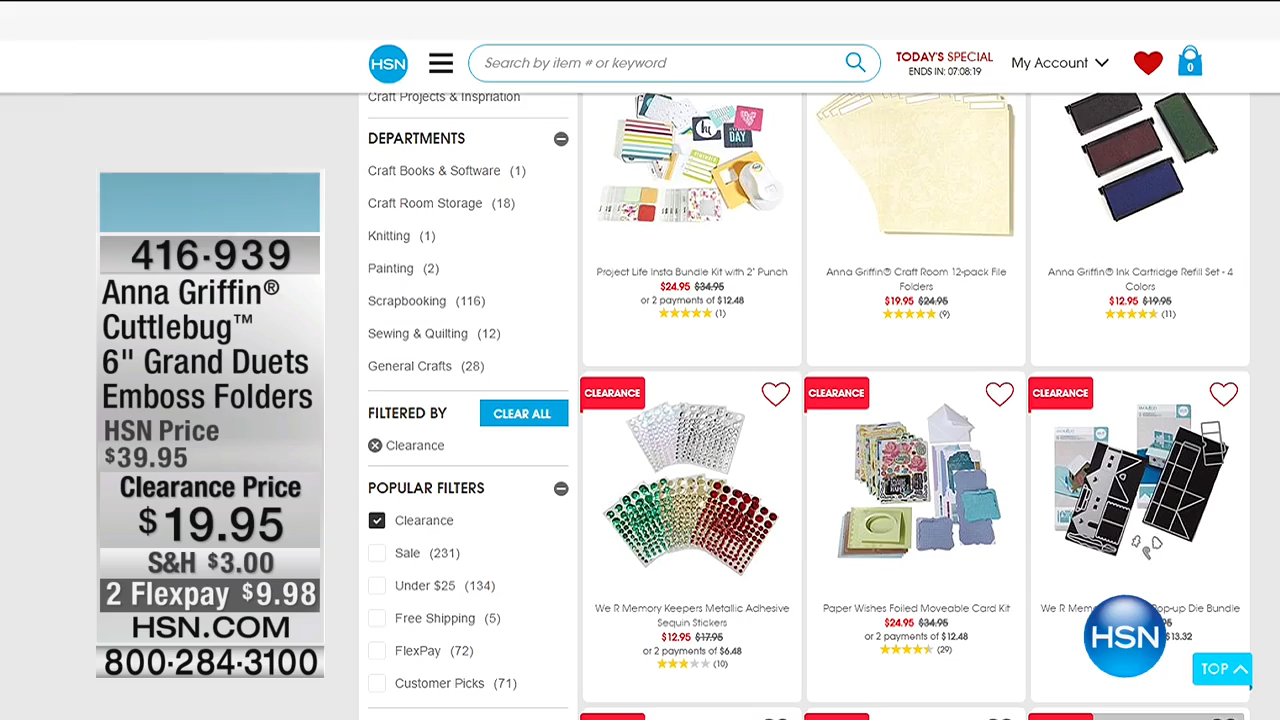 HSN
Search by item # or keyword
TODAY'S SPECIAL
ENDS IN: 07:08:19
My Account
0
Craft Projects & Inspriation
DEPARTMENTS
Craft Books & Software (1)
Craft Room Storage (18)
Knitting (1)
Painting (2)
Scrapbooking (116)
Sewing & Quilting (12)
General Crafts (28)
FILTERED BY
CLEAR ALL
Clearance
POPULAR FILTERS
Clearance
Sale (231)
Under $25 (134)
Free Shipping (5)
FlexPay (72)
Customer Picks (71)
416-939
Anna Griffin®
Cuttlebug™
6" Grand Duets
Emboss Folders
HSN Price
$39.95
Clearance Price
$19.95
S&H $3.00
2 Flexpay $9.98
HSN.COM
800-284-3100
Project Life Insta Bundle Kit with 2" Punch
$24.95 $34.95
or 2 payments of $12.48
(1)
Anna Griffin® Craft Room 12-pack File
Folders
$19.95 $24.95
(9)
Anna Griffin® Ink Cartridge Refill Set - 4
Colors
$12.95 $19.95
(11)
CLEARANCE
We R Memory Keepers Metallic Adhesive
Sequin Stickers
$12.95 $17.95
or 2 payments of $6.48
(10)
CLEARANCE
Paper Wishes Foiled Moveable Card Kit
$24.95 $34.95
or 2 payments of $12.48
(29)
CLEARANCE
We R Mem Pop-up Die Bundle
$13.32
HSN
TOP